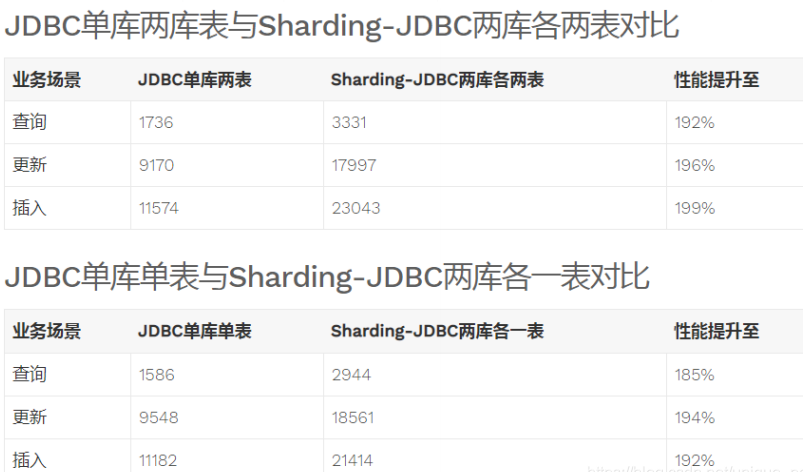 JDBC单库两库表与Sharding-JDBC两库各两表对比
业务场景 JDBC单库两表 Sharding-JDBC两库各两表 性能提升至
查询 1736 3331 192%
更新 9170 17997 196%
插入 11574 23043 199%
JDBC单库单表与Sharding-JDBC两库各一表对比
业务场景 JDBC单库单表 Sharding-JDBC两库各一表 性能提升至
查询 1586 2944 185%
更新 9548 18561 194%
插入 11182 21414 192%